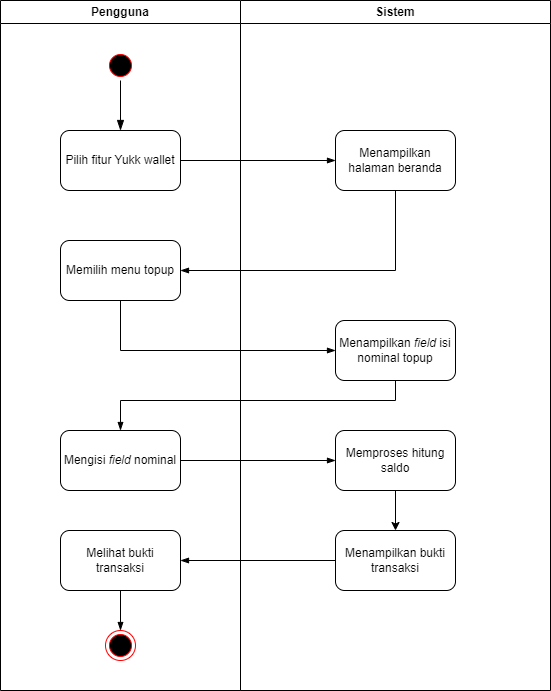 Pengguna
Sistem
Pilih fitur Yukk wallet
Menampilkan
halaman beranda
Memilih menu topup
Menampilkan field isi
nominal topup
Mengisi field nominal
Memproses hitung
saldo
Melihat bukti
transaksi
Menampilkan bukti
transaksi